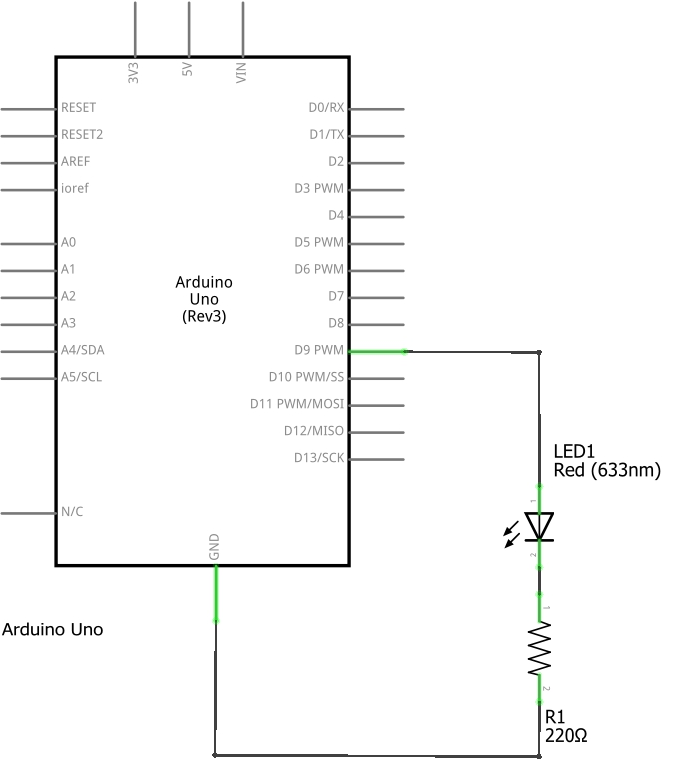 3V3
5V
VIN
RESET
RESET2
AREF
ioref
A0
A1
A2
A3
A4/SDA
A5/SCL
N/C
D0/RX
D1/TX
D2
D3 PWM
D4
D5 PWM
D6 PWM
D7
D8
D9 PWM
D10 PWM/SS
D11 PWM/MOSI
D12/MISO
D13/SCK
Arduino
Uno
(Rev3)
GND
Arduino Uno
LED1
Red (633nm)
1
2
1
2
R1
220Ω